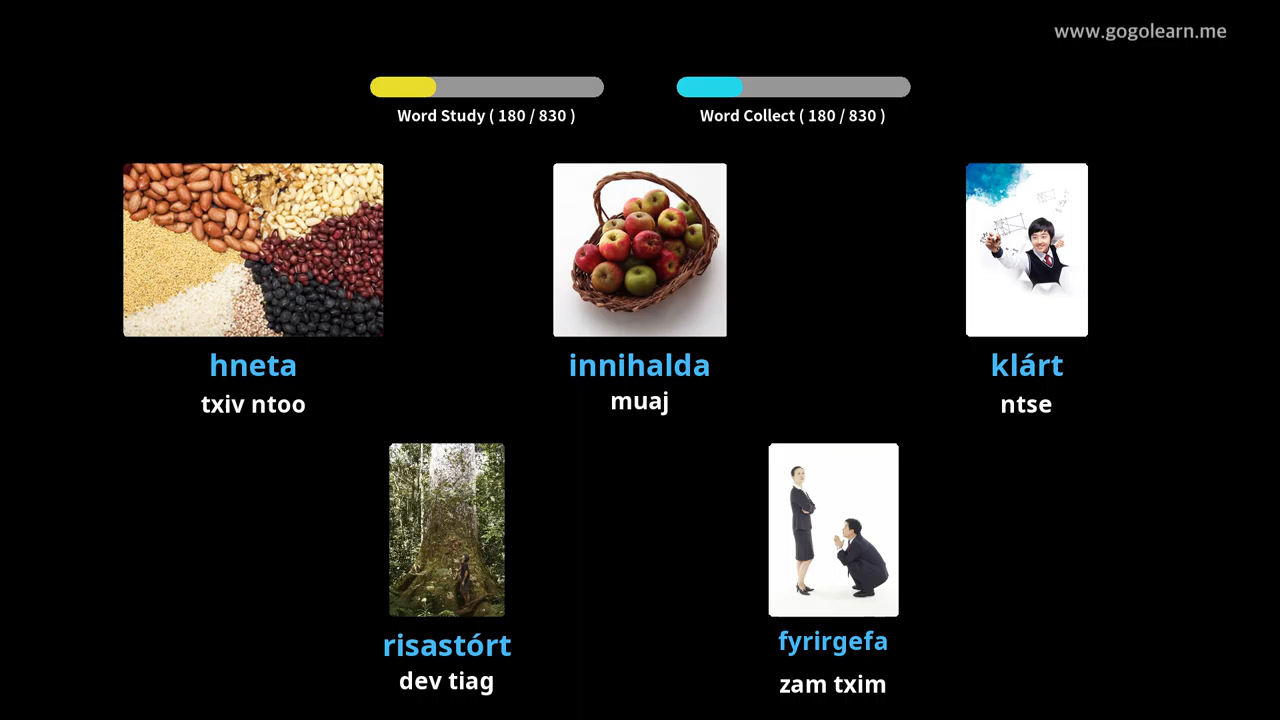 www.gogolearn.me
Word Study ( 180 / 830 )
Word Collect ( 180 / 830 )
hneta
txiv ntoo
innihalda
muaj
klárt
ntse
risastórt
dev tiag
fyrirgefa
zam txim